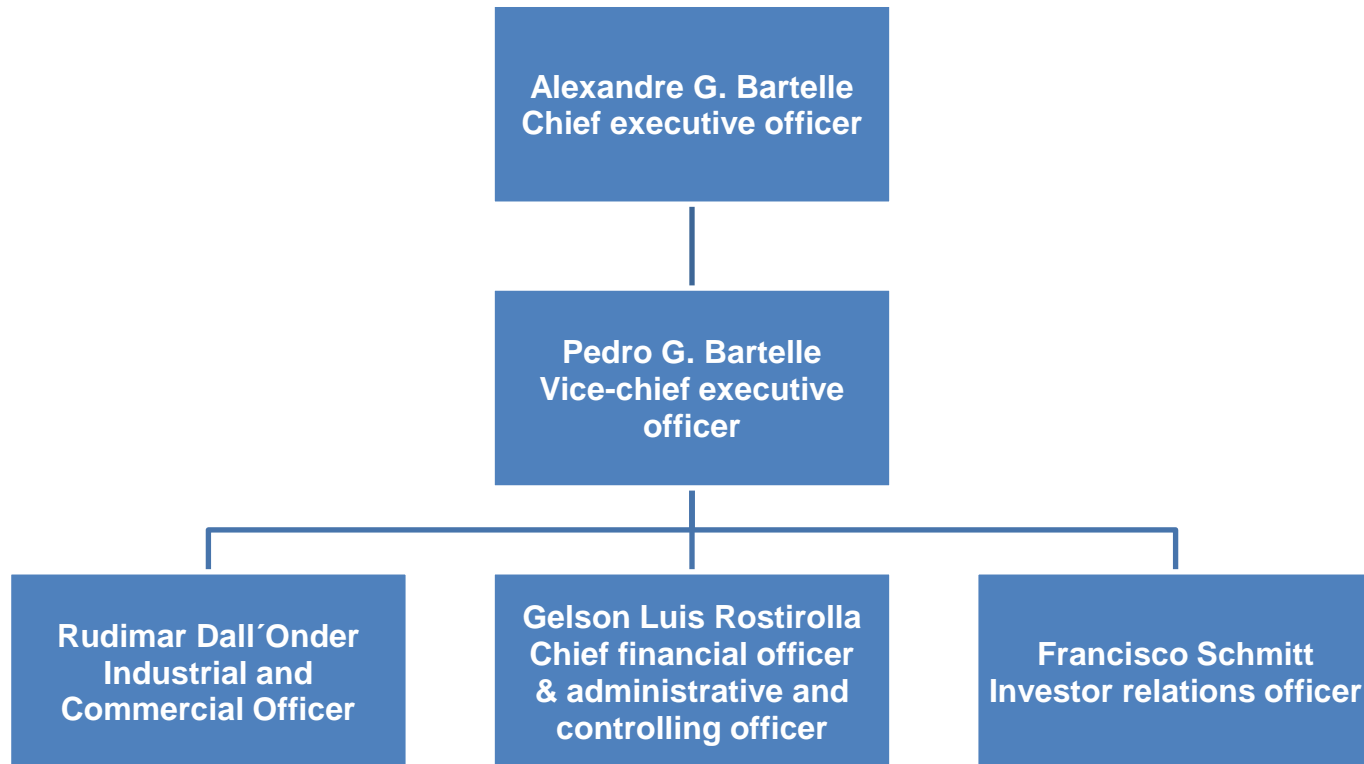 Alexandre G. Bartelle
Chief executive officer
Pedro G. Bartelle
Vice-chief executive
officer
Rudimar Dall´Onder
Industrial and
Commercial Officer
Gelson Luis Rostirolla
Chief financial officer
& administrative and
controlling officer
Francisco Schmitt
Investor relations officer